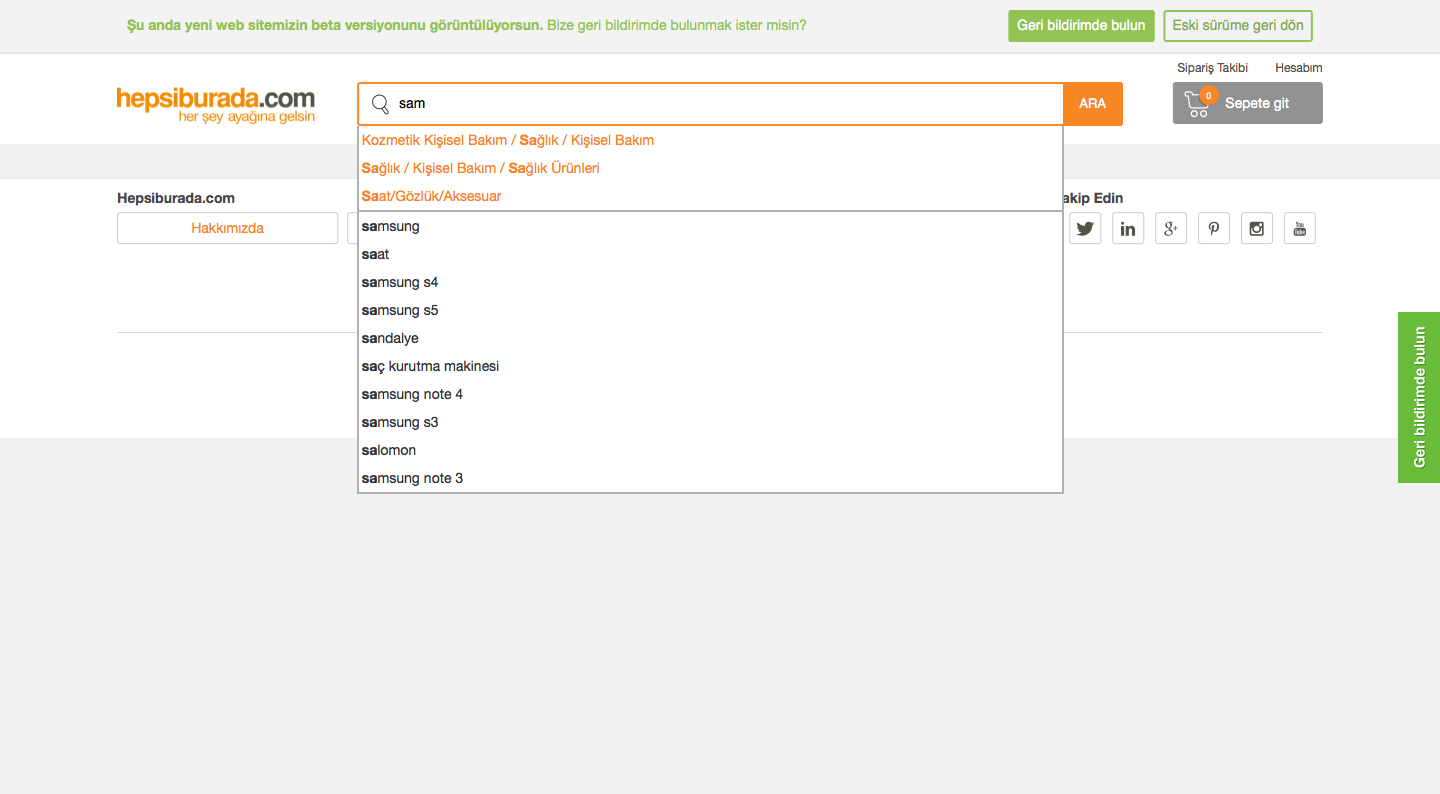 Şu anda yeni web sitemizin beta versiyonunu görüntülüyorsun. Bize geri bildirimde bulunmak ister misin?
Geri bildirimde bulun
Eski sürüme geri dön
Sipariş Takibi
Hesabım
hepsiburada.com
her şey ayağına gelsin
sam
ARA
0
Sepete git
Kozmetik Kişisel Bakım / Sağlık / Kişisel Bakım
Sağlık / Kişisel Bakım / Sağlık Ürünleri
Saat/Gözlük/Aksesuar
Hepsiburada.com
akip Edin
Hakkımızda
in
g+
You Tube
samsung
saat
samsung s4
samsung s5
sandalye
saç kurutma makinesi
samsung note 4
samsung s3
salomon
samsung note 3
Geri bildirimde bulun